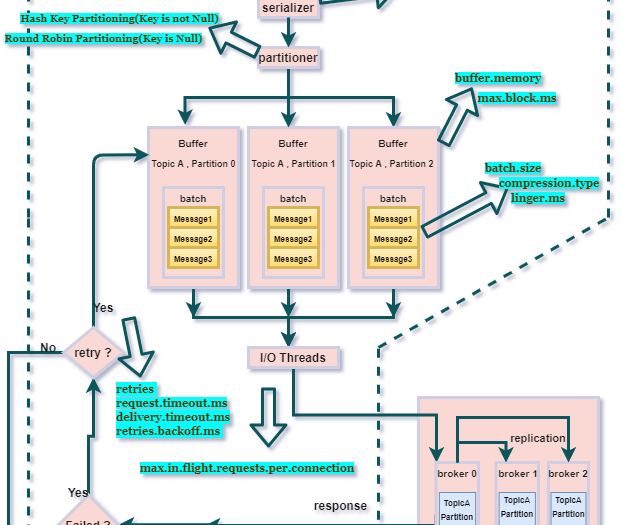 serializer
Hash Key Partitioning(Key is not Null)
Round Robin Partitioning(Key is Null)
partitioner
buffer.memory
max.block.ms
Buffer
Topic A , Partition 0
batch
Message1
Message2
Message3
Buffer
Topic A , Partition 1
batch
Message1
Message2
Message3
Buffer
Topic A , Partition 2
batch
Message1
Message2
Message3
batch.size
compression.type
linger.ms
Yes
No
retry ?
I/O Threads
retries
request.timeout.ms
delivery.timeout.ms
retries.backoff.ms
max.in.flight.requests.per.connection
replication
broker 0
broker 1
broker 2
TopicA
Partition
TopicA
Partition
TopicA
Partition
Yes
response
Failed ?